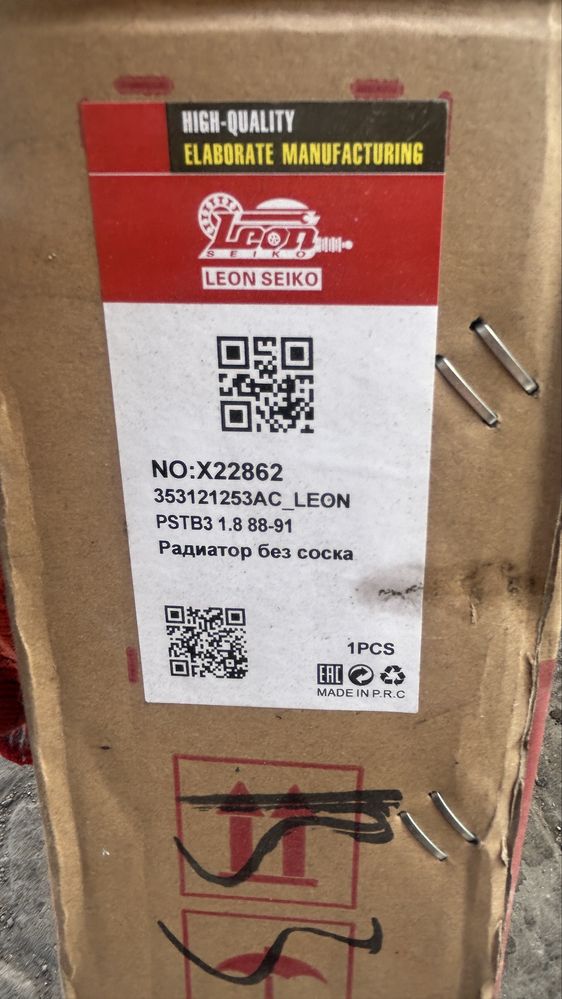 HIGH-QUALITY
ELABORATE MANUFACTURING
Leon
SEIKO
LEON SEIKO
NO:X22862
353121253AC_LEON
PSTB3 1.8 88-91
Радиатор без соска
1PCS
EAC
MADE IN P.R.C